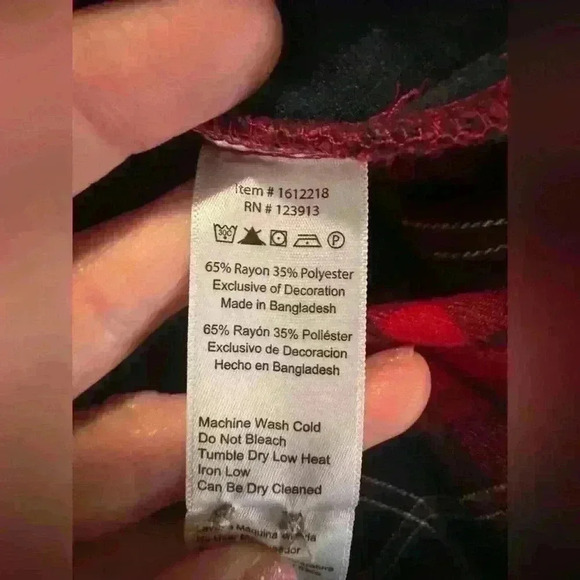 Item # 1612218
RN # 123913
P
65% Rayon 35% Polyester
Exclusive of Decoration
Made in Bangladesh
65% Rayón 35% Poliéster
Exclusivo de Decoracion
Hecho en Bangladesh
Machine Wash Cold
Do Not Bleach
Tumble Dry Low Heat
Iron Low
Can Be Dry Cleaned
Maquina